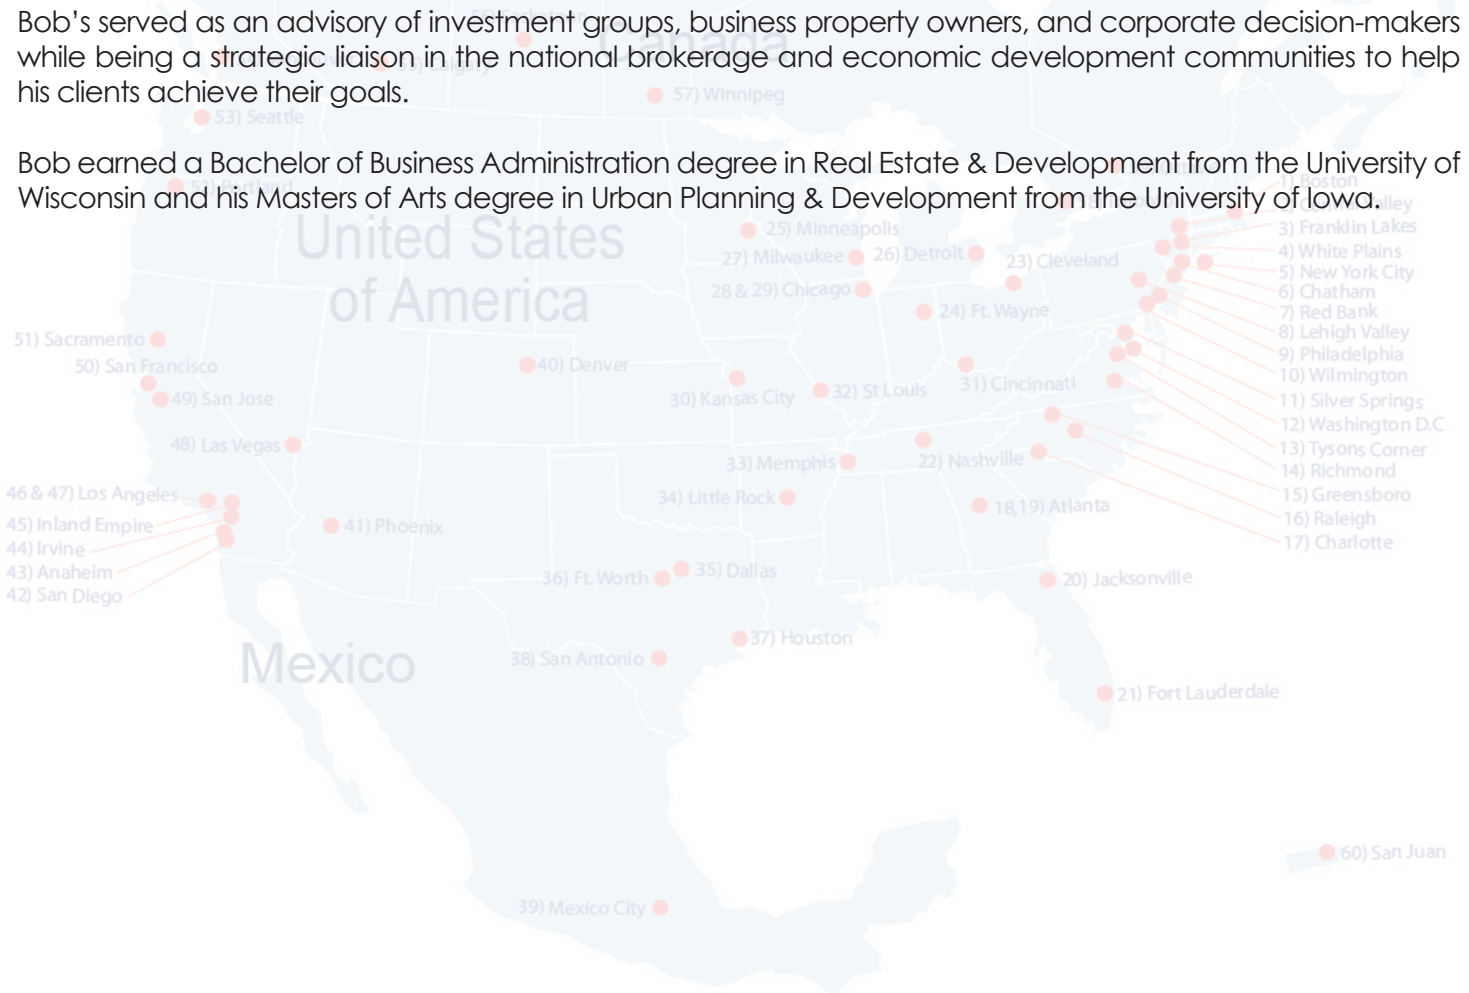 Bob’s served as an advisory of investment groups, business property owners, and corporate decision-makers
while being a strategic liaison in the national brokerage and economic development communities to help
his clients achieve their goals.
Bob earned a Bachelor of Business Administration degree in Real Estate & Development from the University of
Wisconsin and his Masters of Arts degree in Urban Planning & Development from the University of Iowa.
Canada
57) Winnipeg
53) Seattle
United States
of America
25) Minneapolis
27) Milwaukee
26) Detroit
23) Cleveland
28 & 29) Chicago
24) Ft. Wayne
1) Boston
3) Franklin Lakes
4) White Plains
5) New York City
6) Chatham
7) Red Bank
8) Lehigh Valley
9) Philadelphia
10) Wilmington
11) Silver Springs
12) Washington D.C
13) Tysons Corner
14) Richmond
15) Greensboro
16) Raleigh
17) Charlotte
51) Sacramento
50) San Francisco
49) San Jose
40) Denver
30) Kansas City
32) St Louis
31) Cincinnati
48) Las Vegas
33) Memphis
22) Nashville
46 & 47) Los Angeles
45) Inland Empire
44) Irvine
43) Anaheim
42) San Diego
41) Phoenix
34) Little Rock
18,19) Atlanta
36) Ft. Worth
35) Dallas
20) Jacksonville
Mexico
38) San Antonio
37) Houston
21) Fort Lauderdale
60) San Juan
39) Mexico City